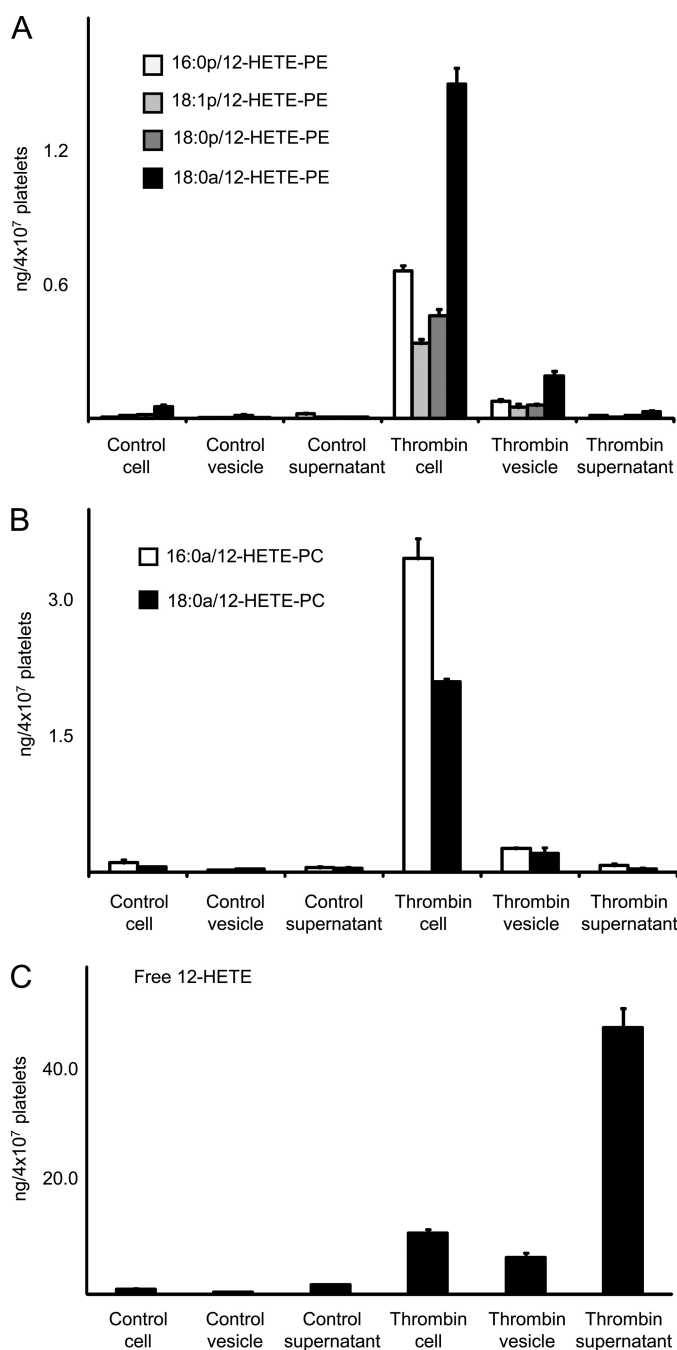 A
16:0p/12-HETE-PE
18:1p/12-HETE-PE
18:0p/12-HETE-PE
18:0a/12-HETE-PE
ng/4x10⁷ platelets
1.2
0.6
Control cell
Control vesicle
Control supernatant
Thrombin cell
Thrombin vesicle
Thrombin supernatant
B
16:0a/12-HETE-PC
18:0a/12-HETE-PC
ng/4x10⁷ platelets
3.0
1.5
Control cell
Control vesicle
Control supernatant
Thrombin cell
Thrombin vesicle
Thrombin supernatant
C
Free 12-HETE
ng/4x10⁷ platelets
40.0
20.0
Control cell
Control vesicle
Control supernatant
Thrombin cell
Thrombin vesicle
Thrombin supernatant